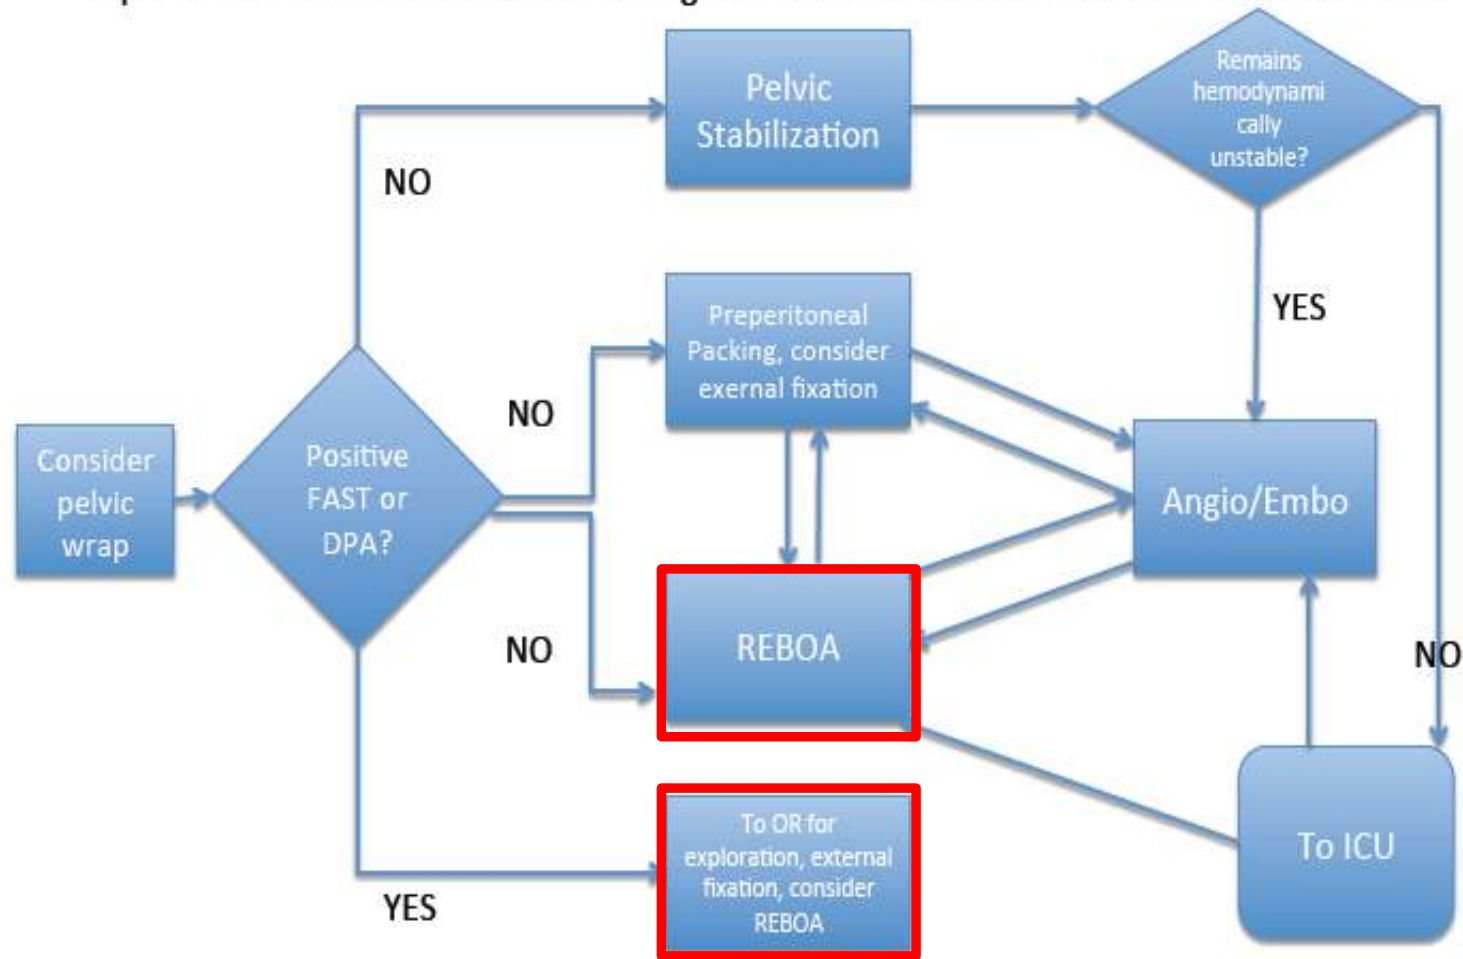 Pelvic
Stabilization
Remains
hemodynami
cally
unstable?
NO
YES
Preperitoneal
Packing, consider
exernal fixation
NO
Consider
pelvic
wrap
Positive
FAST or
DPA?
Angio/Embo
REBOA
NO
NO
To OR for
exploration, external
fixation, consider
REBOA
To ICU
YES